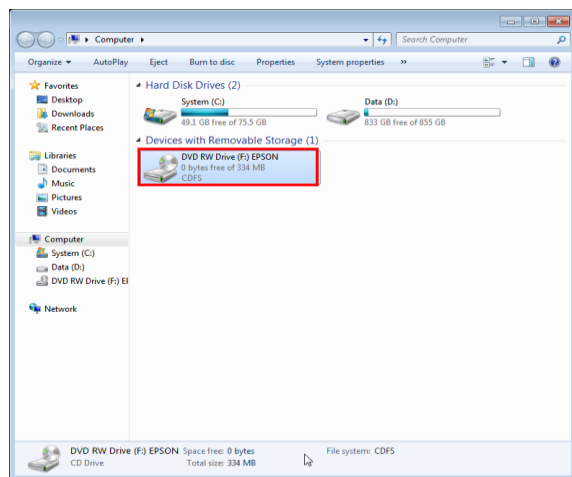 Computer
Search Computer
Organize AutoPlay Eject Burn to disc Properties System properties »
Favorites
Desktop
Downloads
Recent Places
Libraries
Documents
Music
Pictures
Videos
Computer
System (C:)
Data (D:)
DVD RW Drive (F:) E
Network
Hard Disk Drives (2)
System (C:)
49.1 GB free of 75.5 GB
Data (D:)
833 GB free of 855 GB
Devices with Removable Storage (1)
DVD RW Drive (F:) EPSON
0 bytes free of 334 MB
CDFS
DVD RW Drive (F:) EPSON Space free: 0 bytes File system: CDFS
CD Drive Total size: 334 MB